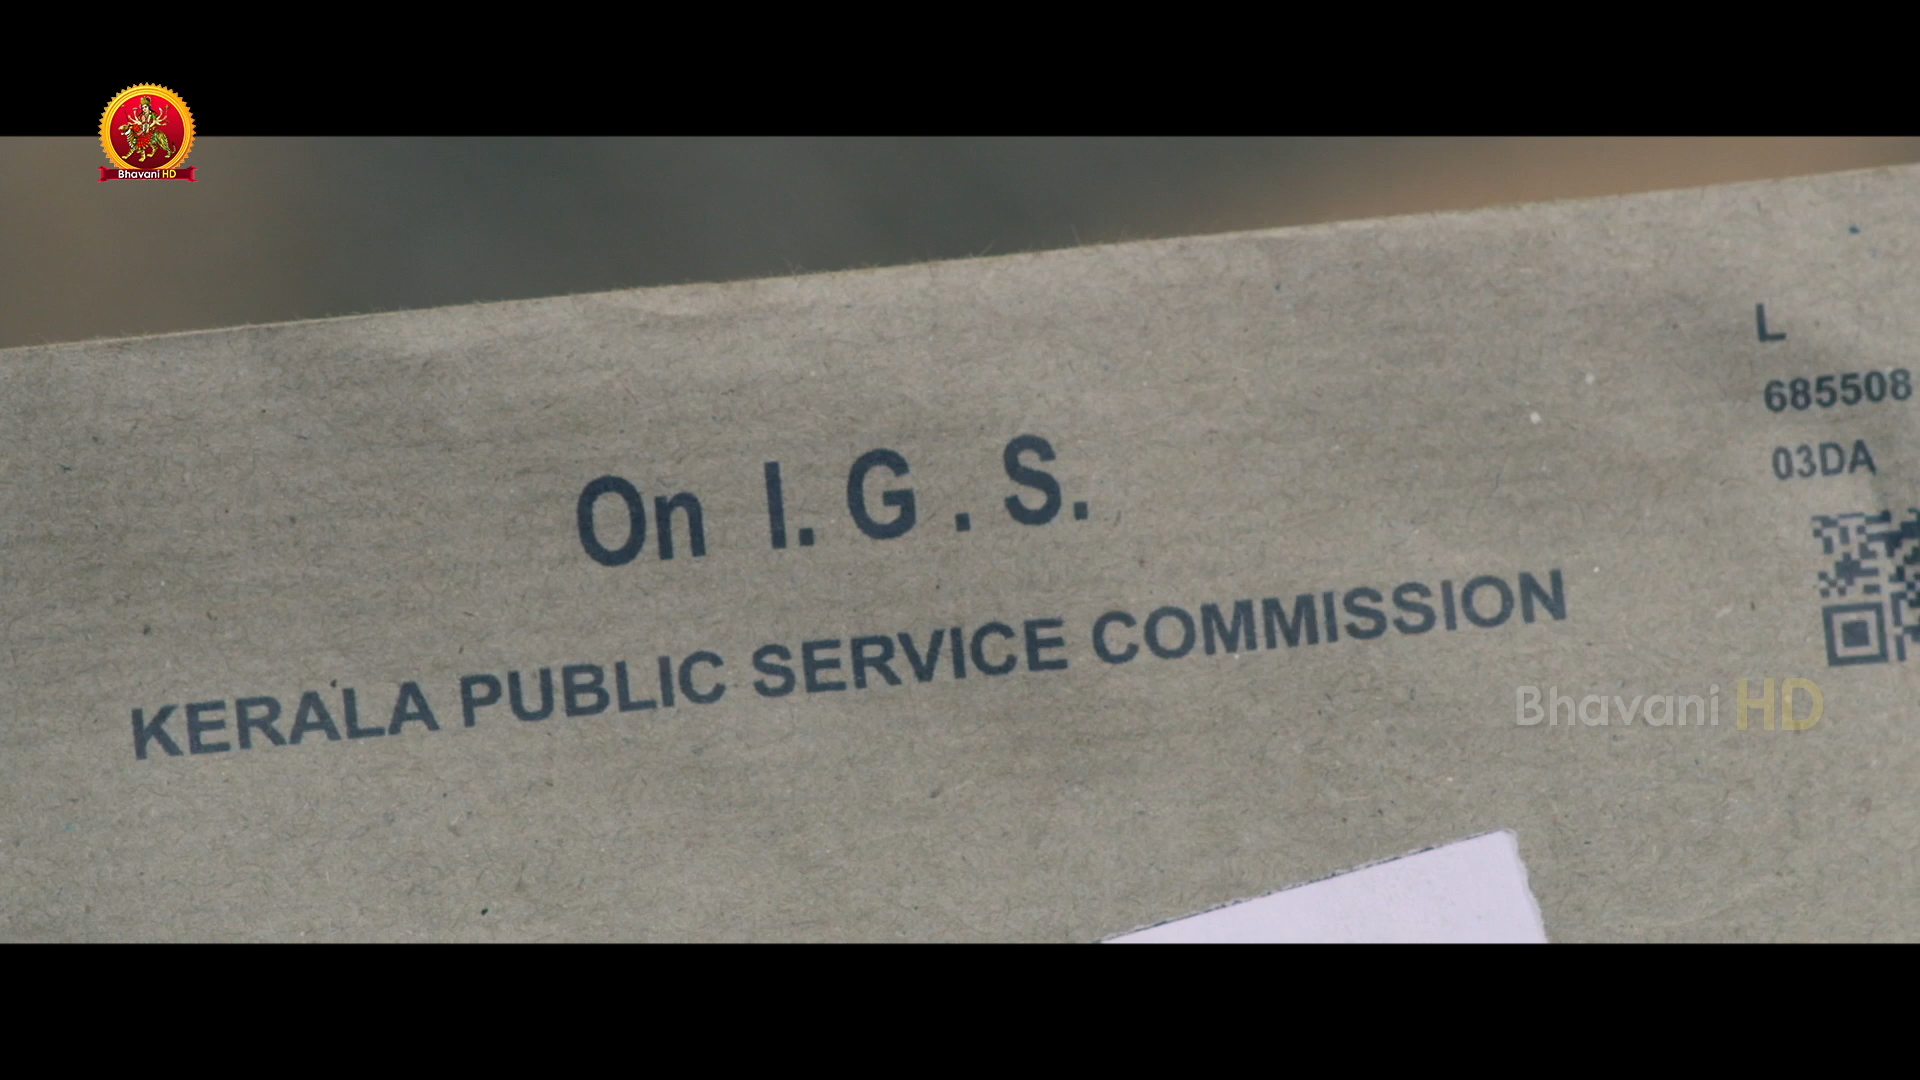 Bhavani HD
L
685508
03DA
On I. G . S.
KERALA PUBLIC SERVICE COMMISSION
Bhavani HD